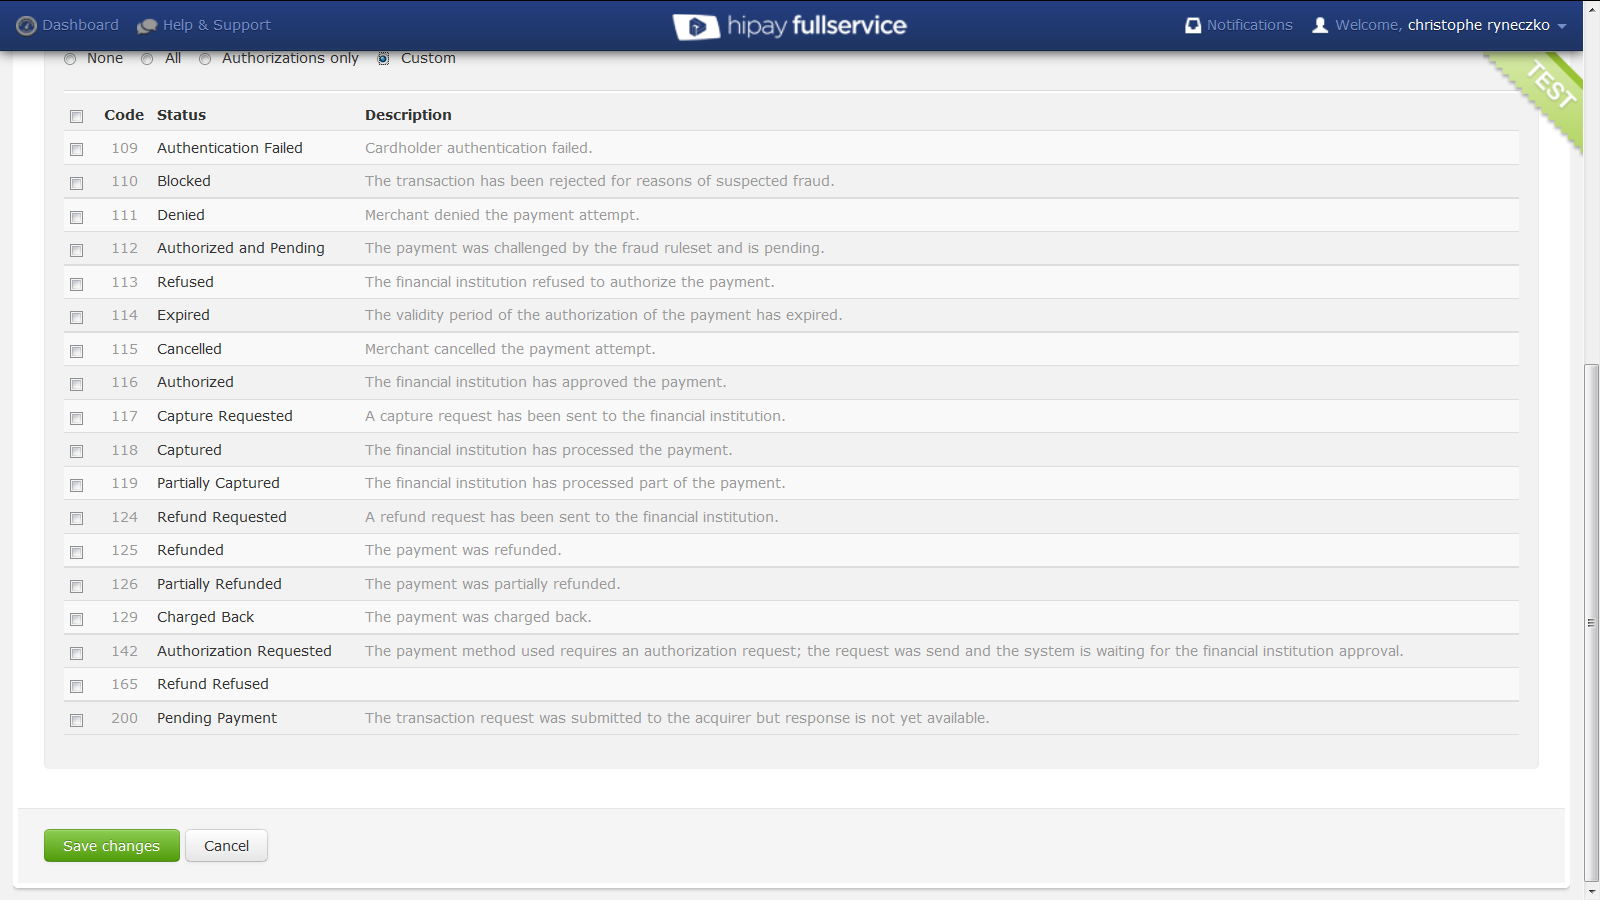 Dashboard Help & Support hipay fullservice Notifications Welcome, christophe ryneczko
None All Authorizations only Custom
TEST
Code Status Description
109 Authentication Failed Cardholder authentication failed.
110 Blocked The transaction has been rejected for reasons of suspected fraud.
111 Denied Merchant denied the payment attempt.
112 Authorized and Pending The payment was challenged by the fraud ruleset and is pending.
113 Refused The financial institution refused to authorize the payment.
114 Expired The validity period of the authorization of the payment has expired.
115 Cancelled Merchant cancelled the payment attempt.
116 Authorized The financial institution has approved the payment.
117 Capture Requested A capture request has been sent to the financial institution.
118 Captured The financial institution has processed the payment.
119 Partially Captured The financial institution has processed part of the payment.
124 Refund Requested A refund request has been sent to the financial institution.
125 Refunded The payment was refunded.
126 Partially Refunded The payment was partially refunded.
129 Charged Back The payment was charged back.
142 Authorization Requested The payment method used requires an authorization request; the request was send and the system is waiting for the financial institution approval.
165 Refund Refused
200 Pending Payment The transaction request was submitted to the acquirer but response is not yet available.
Save changes Cancel